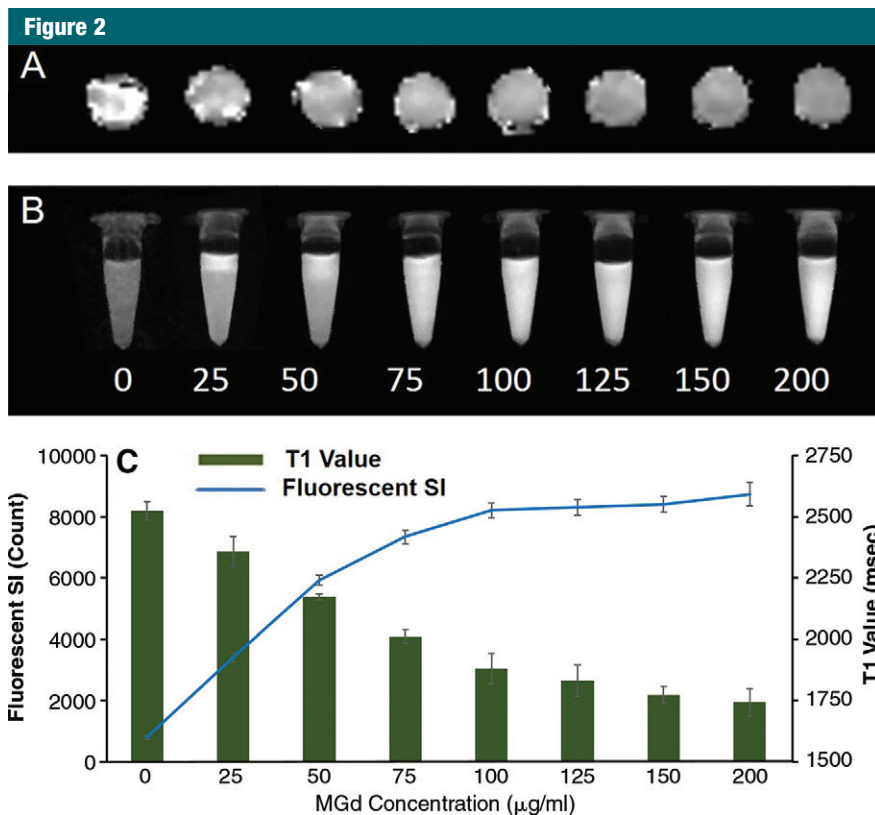 Figure 2
A
B
0 25 50 75 100 125 150 200
C
T1 Value
Fluorescent SI
10000
8000
6000
4000
2000
0
Fluorescent SI (Count)
2750
2500
2250
2000
1750
1500
T1 Value (msec)
0 25 50 75 100 125 150 200
MGd Concentration (μg/ml)